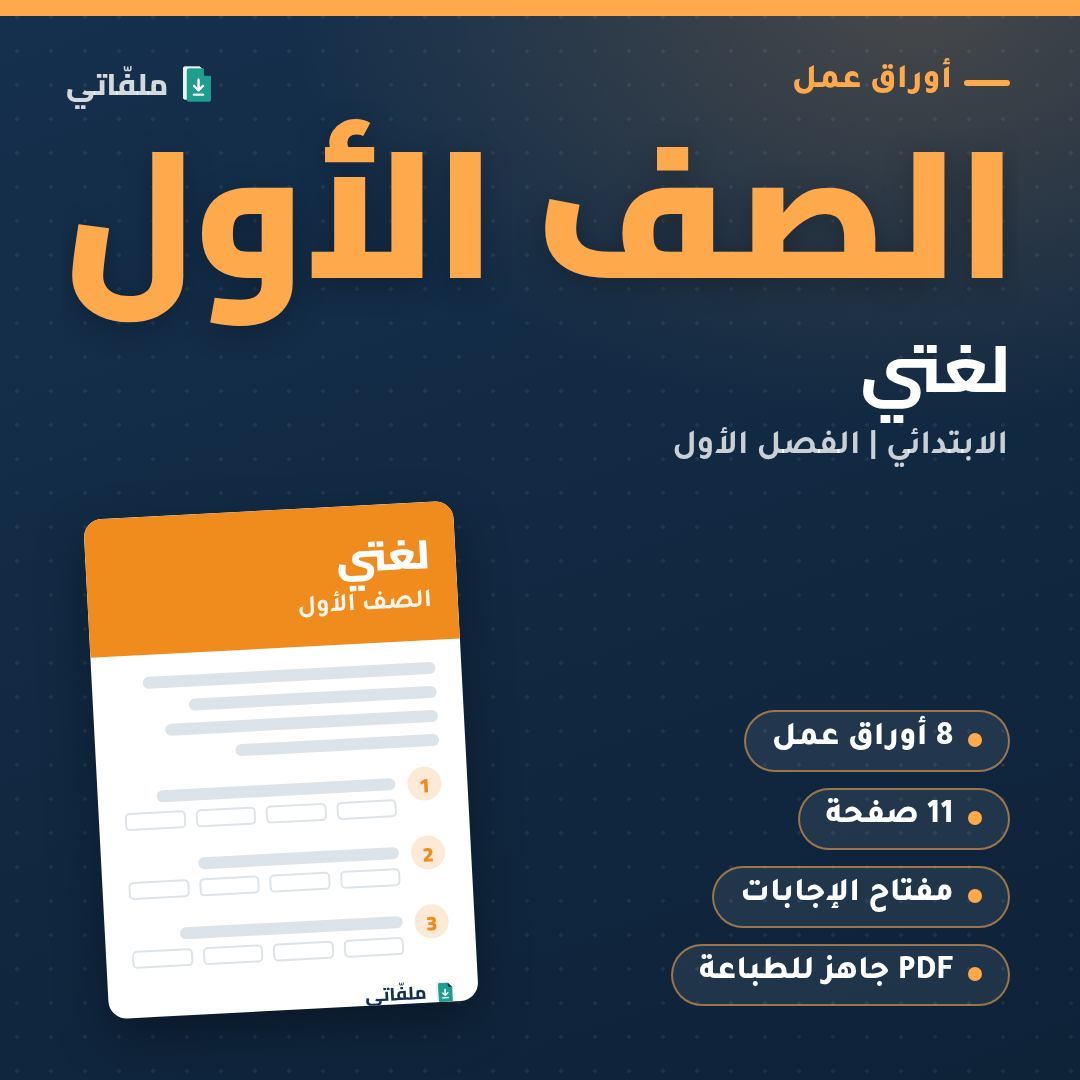 أوراق عمل
ملفّاتي
الصف الأول
لغتي
الابتدائي | الفصل الأول
لغتي
الصف الأول
1
2
3
ملفّاتي
8 أوراق عمل
11 صفحة
مفتاح الإجابات
PDF جاهز للطباعة